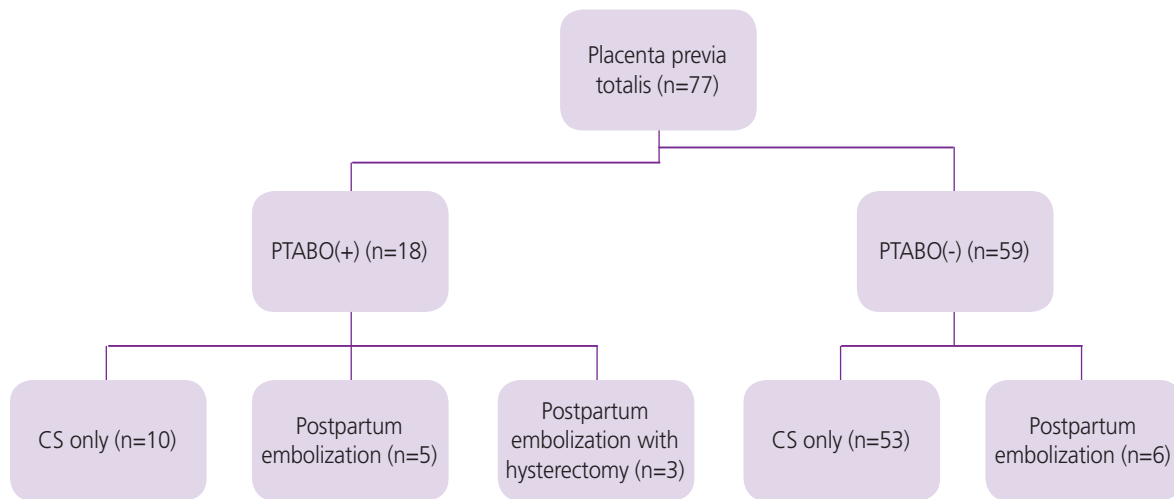 Placenta previa
totalis (n=77)
PTABO(+) (n=18)
PTABO(-) (n=59)
CS only (n=10)
Postpartum
embolization (n=5)
Postpartum
embolization with
hysterectomy (n=3)
CS only (n=53)
Postpartum
embolization (n=6)